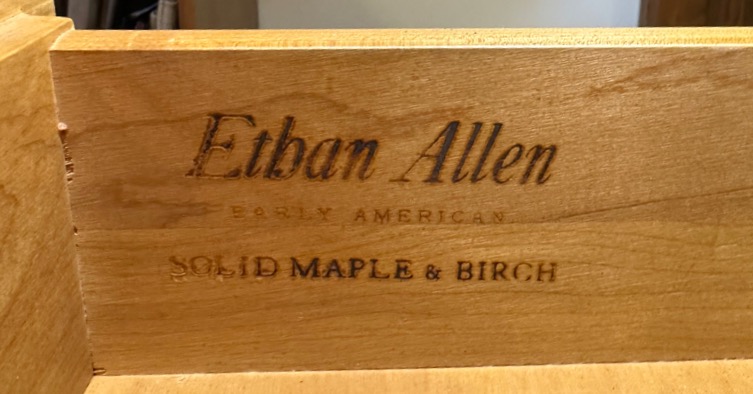 Ethan Allen
EARLY AMERICAN
SOLID MAPLE & BIRCH